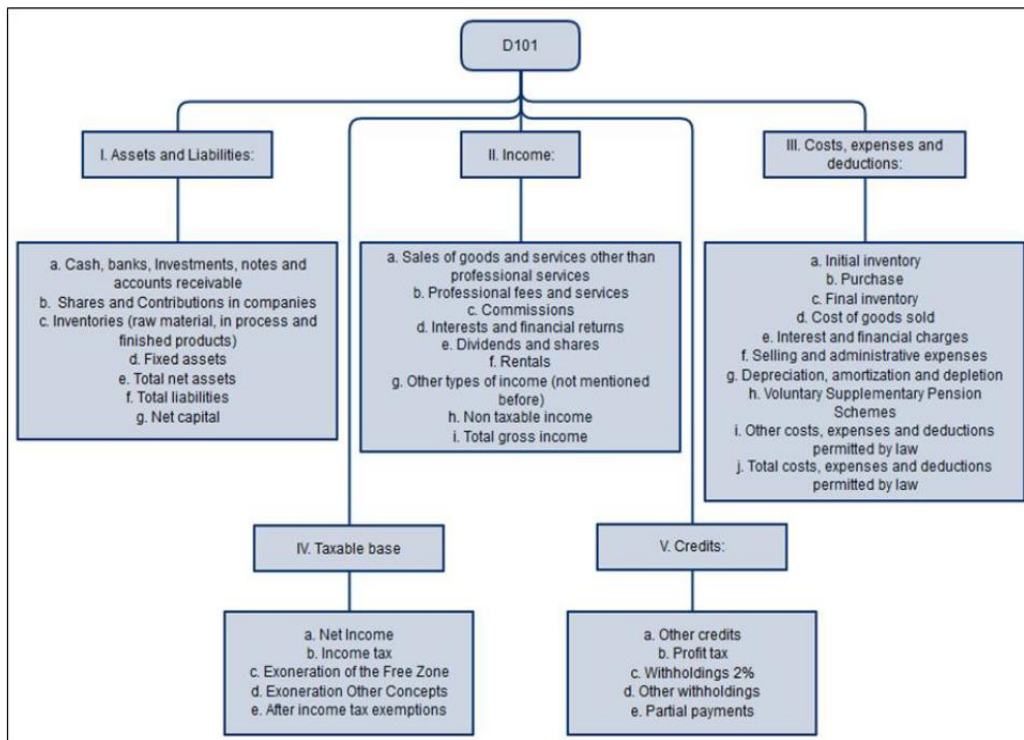 D101
I. Assets and Liabilities:
II. Income:
III. Costs, expenses and
deductions:
a. Cash, banks, Investments, notes and
accounts receivable
b. Shares and Contributions in companies
c. Inventories (raw material, in process and
finished products)
d. Fixed assets
e. Total net assets
f. Total liabilities
g. Net capital
a. Sales of goods and services other than
professional services
b. Professional fees and services
c. Commissions
d. Interests and financial returns
e. Dividends and shares
f. Rentals
g. Other types of income (not mentioned
before)
h. Non taxable income
i. Total gross income
a. Initial inventory
b. Purchase
c. Final inventory
d. Cost of goods sold
e. Interest and financial charges
f. Selling and administrative expenses
g. Depreciation, amortization and depletion
h. Voluntary Supplementary Pension
Schemes
i. Other costs, expenses and deductions
permitted by law
j. Total costs, expenses and deductions
permitted by law
IV. Taxable base
V. Credits:
a. Net Income
b. Income tax
c. Exoneration of the Free Zone
d. Exoneration Other Concepts
e. After income tax exemptions
a. Other credits
b. Profit tax
c. Withholdings 2%
d. Other withholdings
e. Partial payments